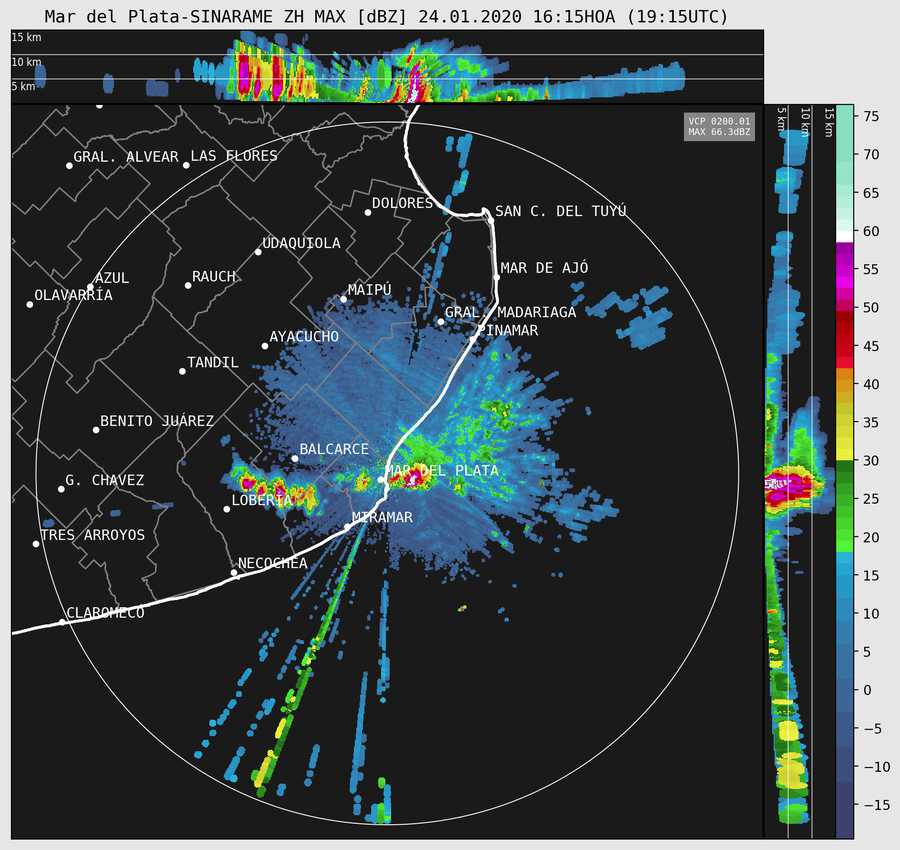 Mar del Plata-SINARAME ZH MAX [dBZ] 24.01.2020 16:15HOA (19:15UTC)
15 km
10 km
5 km
5 km
10 km
15 km
VCP 0200.01
MAX 66.3dBZ
GRAL. ALVEAR
LAS FLORES
DOLORES
SAN C. DEL TUYÚ
UDAQUIOLA
MAR DE AJÓ
AZUL
RAUCH
OLAVARRÍA
MAIPÚ
GRAL. MADARIAGA
PINAMAR
AYACUCHO
TANDIL
BENITO JUÁREZ
BALCARCE
MAR DEL PLATA
G. CHAVEZ
LOBERÍA
MIRAMAR
TRES ARROYOS
NECOCHEA
CLAROMECÓ
75
70
65
60
55
50
45
40
35
30
25
20
15
10
5
0
−5
−10
−15